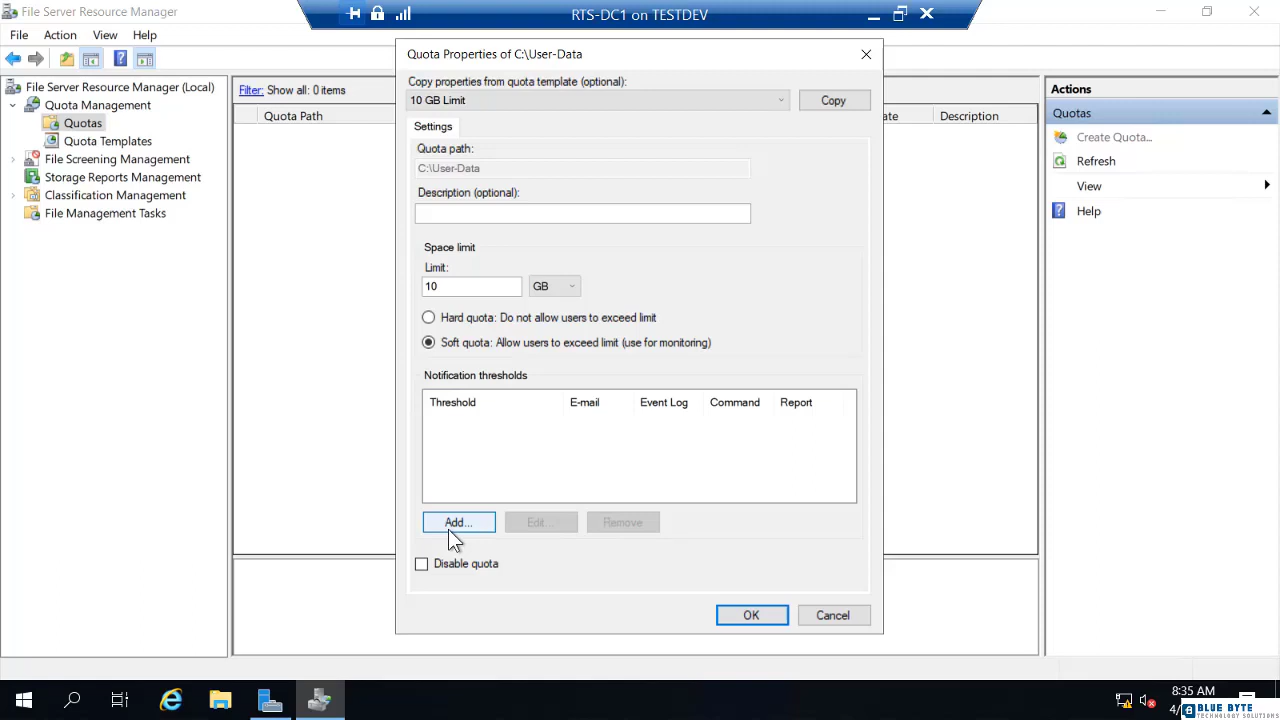 File Server Resource Manager
RTS-DC1 on TESTDEV
File Action View Help
File Server Resource Manager (Local)
Quota Management
Quotas
Quota Templates
File Screening Management
Storage Reports Management
Classification Management
File Management Tasks
Filter: Show all: 0 items
Quota Path
ate
Description
Quota Properties of C:\User-Data
Copy properties from quota template (optional):
10 GB Limit
Copy
Settings
Quota path:
C:\User-Data
Description (optional):
Space limit
Limit:
10 GB
Hard quota: Do not allow users to exceed limit
Soft quota: Allow users to exceed limit (use for monitoring)
Notification thresholds
Threshold E-mail Event Log Command Report
Add... Edit... Remove
Disable quota
OK Cancel
Actions
Quotas
Create Quota...
Refresh
View
Help
8:35 AM
4/
BLUE BYTE
TECHNOLOGY SOLUTIONS